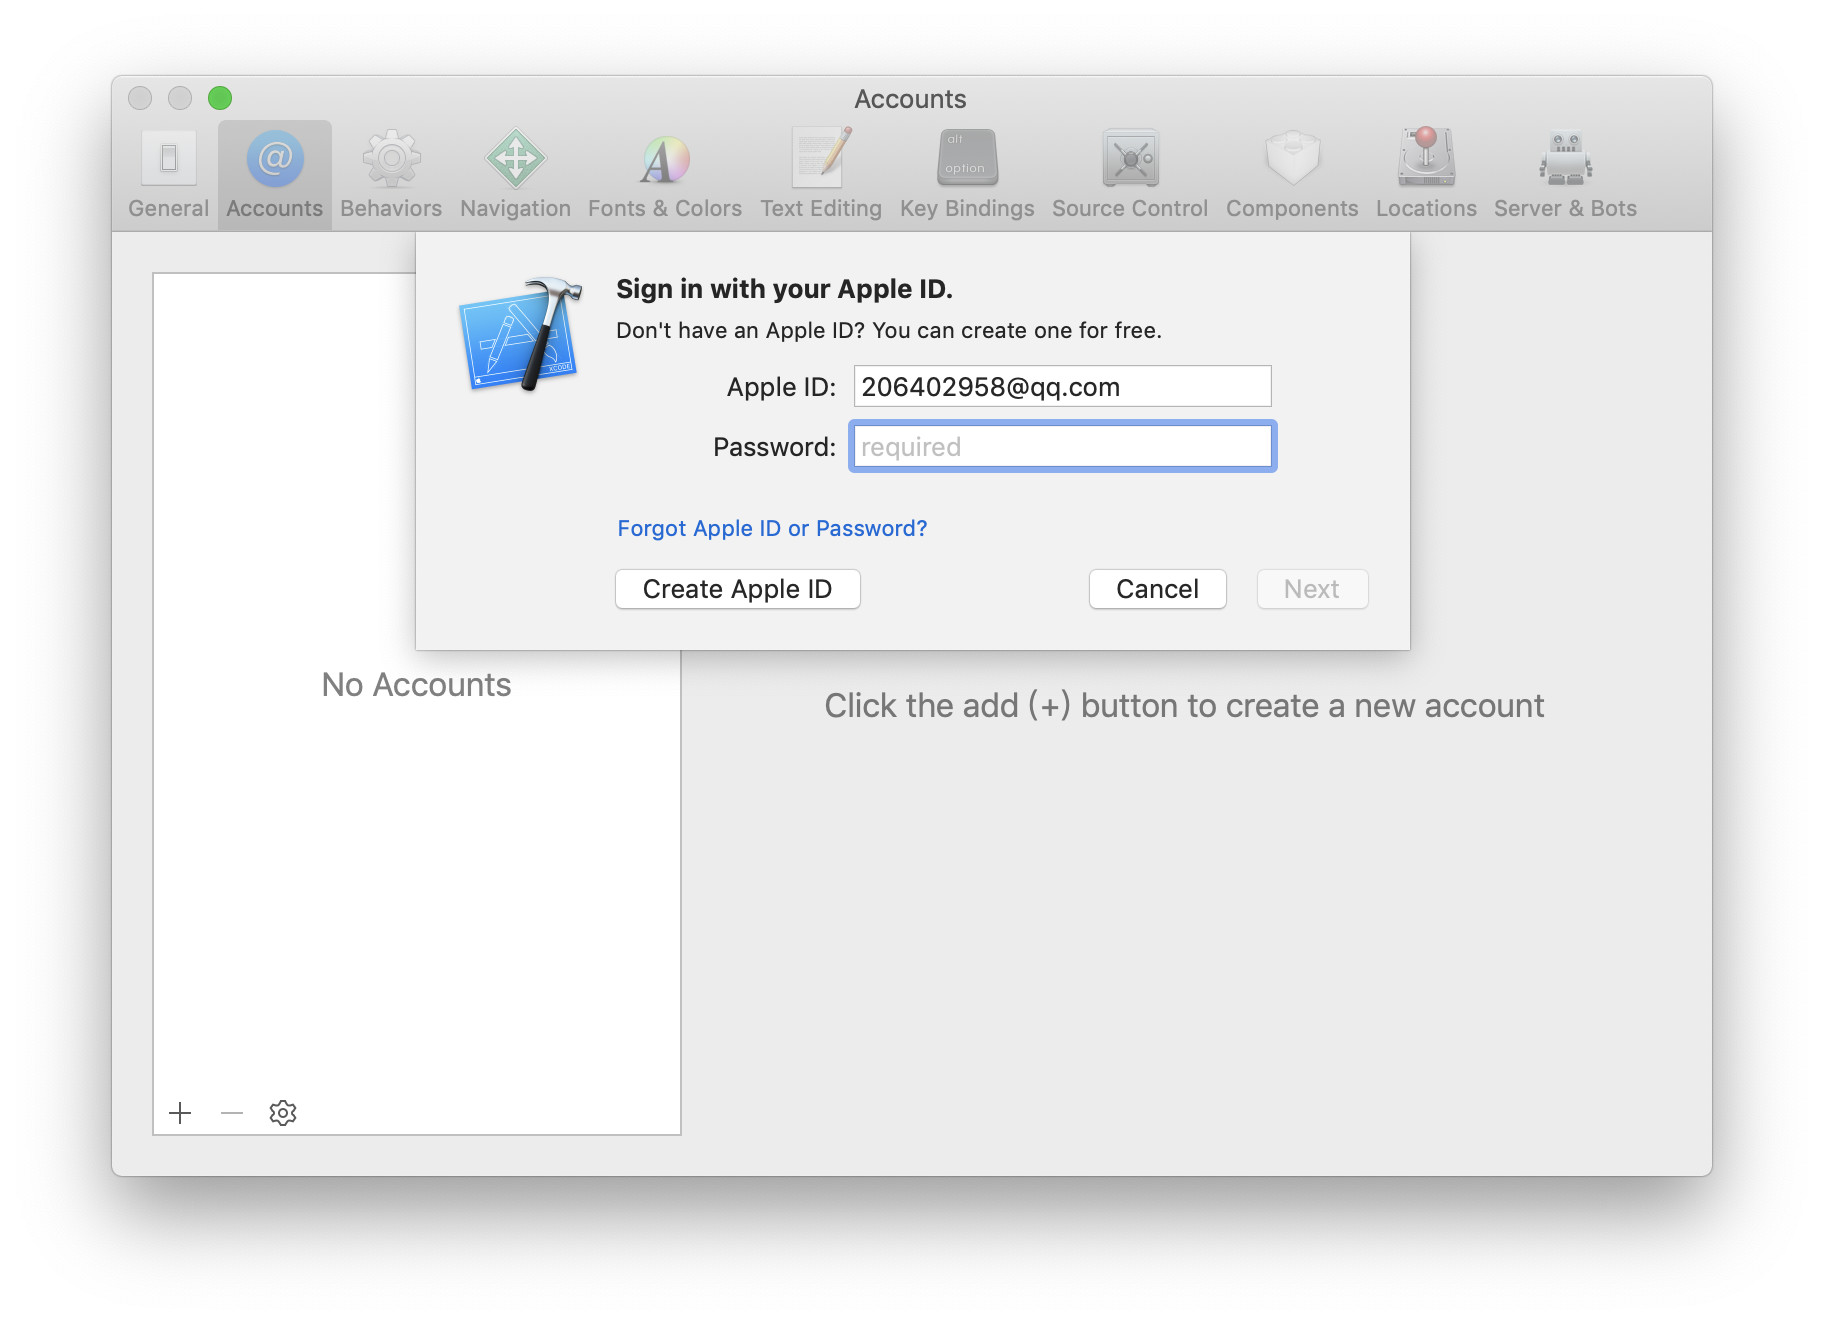 Accounts
alt
option
General Accounts Behaviors Navigation Fonts & Colors Text Editing Key Bindings Source Control Components Locations Server & Bots
Sign in with your Apple ID.
Don't have an Apple ID? You can create one for free.
XCODE
Apple ID: 206402958@qq.com
Password: required
Forgot Apple ID or Password?
Create Apple ID Cancel Next
No Accounts
Click the add (+) button to create a new account